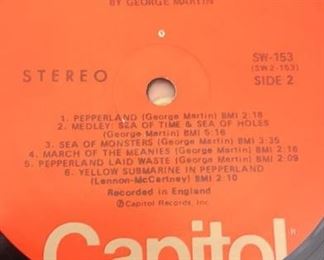 BY GEORGE MARTIN
STEREO
SW-153
(SW2-153)
SIDE 2
1. PEPPERLAND (George Martin) BMI 2:18
2. MEDLEY: SEA OF TIME & SEA OF HOLES
(George Martin) BMI 5:16
3. SEA OF MONSTERS (George Martin) BMI 3:35
4. MARCH OF THE MEANIES (George Martin) BMI 2:16
5. PEPPERLAND LAID WASTE (George Martin) BMI 2:09
6. YELLOW SUBMARINE IN PEPPERLAND
(Lennon-McCartney) BMI 2:10
Recorded in England
℗ Capitol Records, Inc.
Capitol